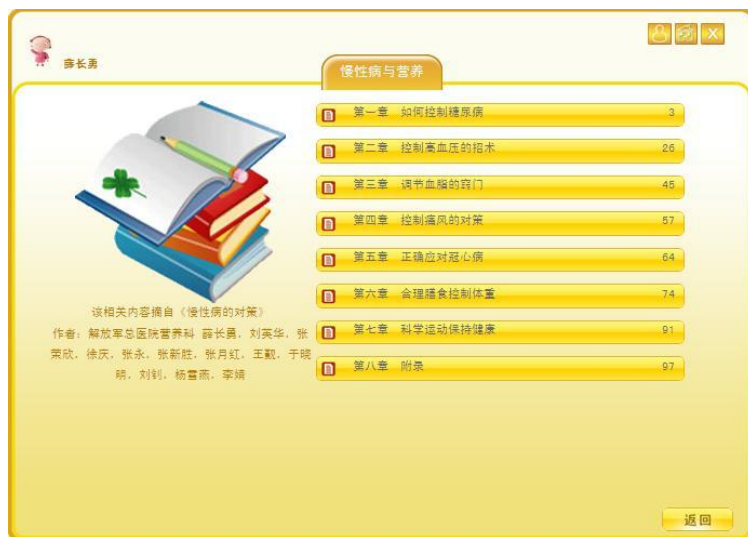 薛长勇
慢性病与营养
第一章 如何控制糖尿病 3
第二章 控制高血压的招术 26
第三章 调节血脂的窍门 45
第四章 控制痛风的对策 57
第五章 正确应对冠心病 64
第六章 合理膳食控制体重 74
第七章 科学运动保持健康 91
第八章 附录 97
该相关内容摘自《慢性病的对策》
作者：解放军总医院营养科 薛长勇、刘英华、张
荣欣、徐庆、张永、张新胜、张月红、王觐、于晓
明、刘钊、杨雪燕、李娟
返回